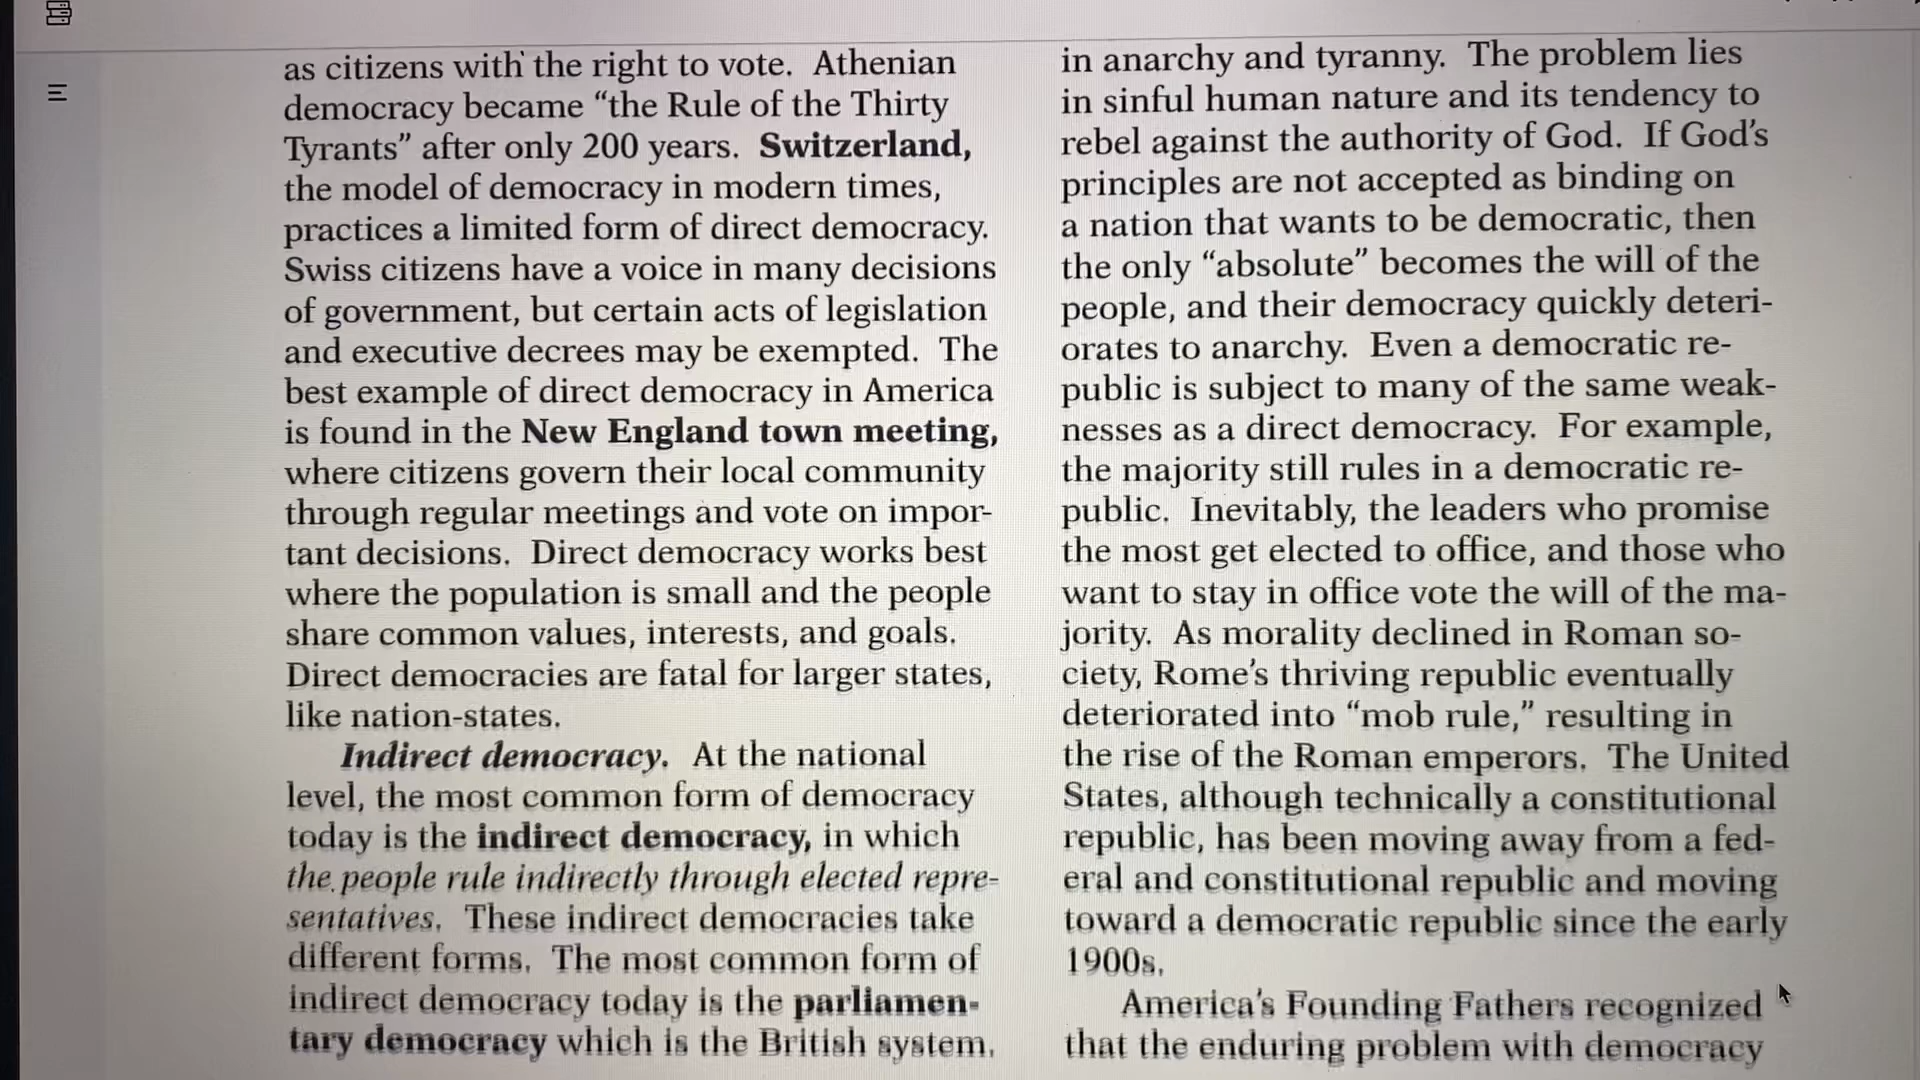 as citizens with the right to vote. Athenian
democracy became “the Rule of the Thirty
Tyrants” after only 200 years. Switzerland,
the model of democracy in modern times,
practices a limited form of direct democracy.
Swiss citizens have a voice in many decisions
of government, but certain acts of legislation
and executive decrees may be exempted. The
best example of direct democracy in America
is found in the New England town meeting,
where citizens govern their local community
through regular meetings and vote on impor-
tant decisions. Direct democracy works best
where the population is small and the people
share common values, interests, and goals.
Direct democracies are fatal for larger states,
like nation-states.
Indirect democracy. At the national
level, the most common form of democracy
today is the indirect democracy, in which
the people rule indirectly through elected repre-
sentatives. These indirect democracies take
different forms. The most common form of
indirect democracy today is the parliamen-
tary democracy which is the British system.
in anarchy and tyranny. The problem lies
in sinful human nature and its tendency to
rebel against the authority of God. If God’s
principles are not accepted as binding on
a nation that wants to be democratic, then
the only “absolute” becomes the will of the
people, and their democracy quickly deteri-
orates to anarchy. Even a democratic re-
public is subject to many of the same weak-
nesses as a direct democracy. For example,
the majority still rules in a democratic re-
public. Inevitably, the leaders who promise
the most get elected to office, and those who
want to stay in office vote the will of the ma-
jority. As morality declined in Roman so-
ciety, Rome’s thriving republic eventually
deteriorated into “mob rule,” resulting in
the rise of the Roman emperors. The United
States, although technically a constitutional
republic, has been moving away from a fed-
eral and constitutional republic and moving
toward a democratic republic since the early
1900s.
America’s Founding Fathers recognized
that the enduring problem with democracy